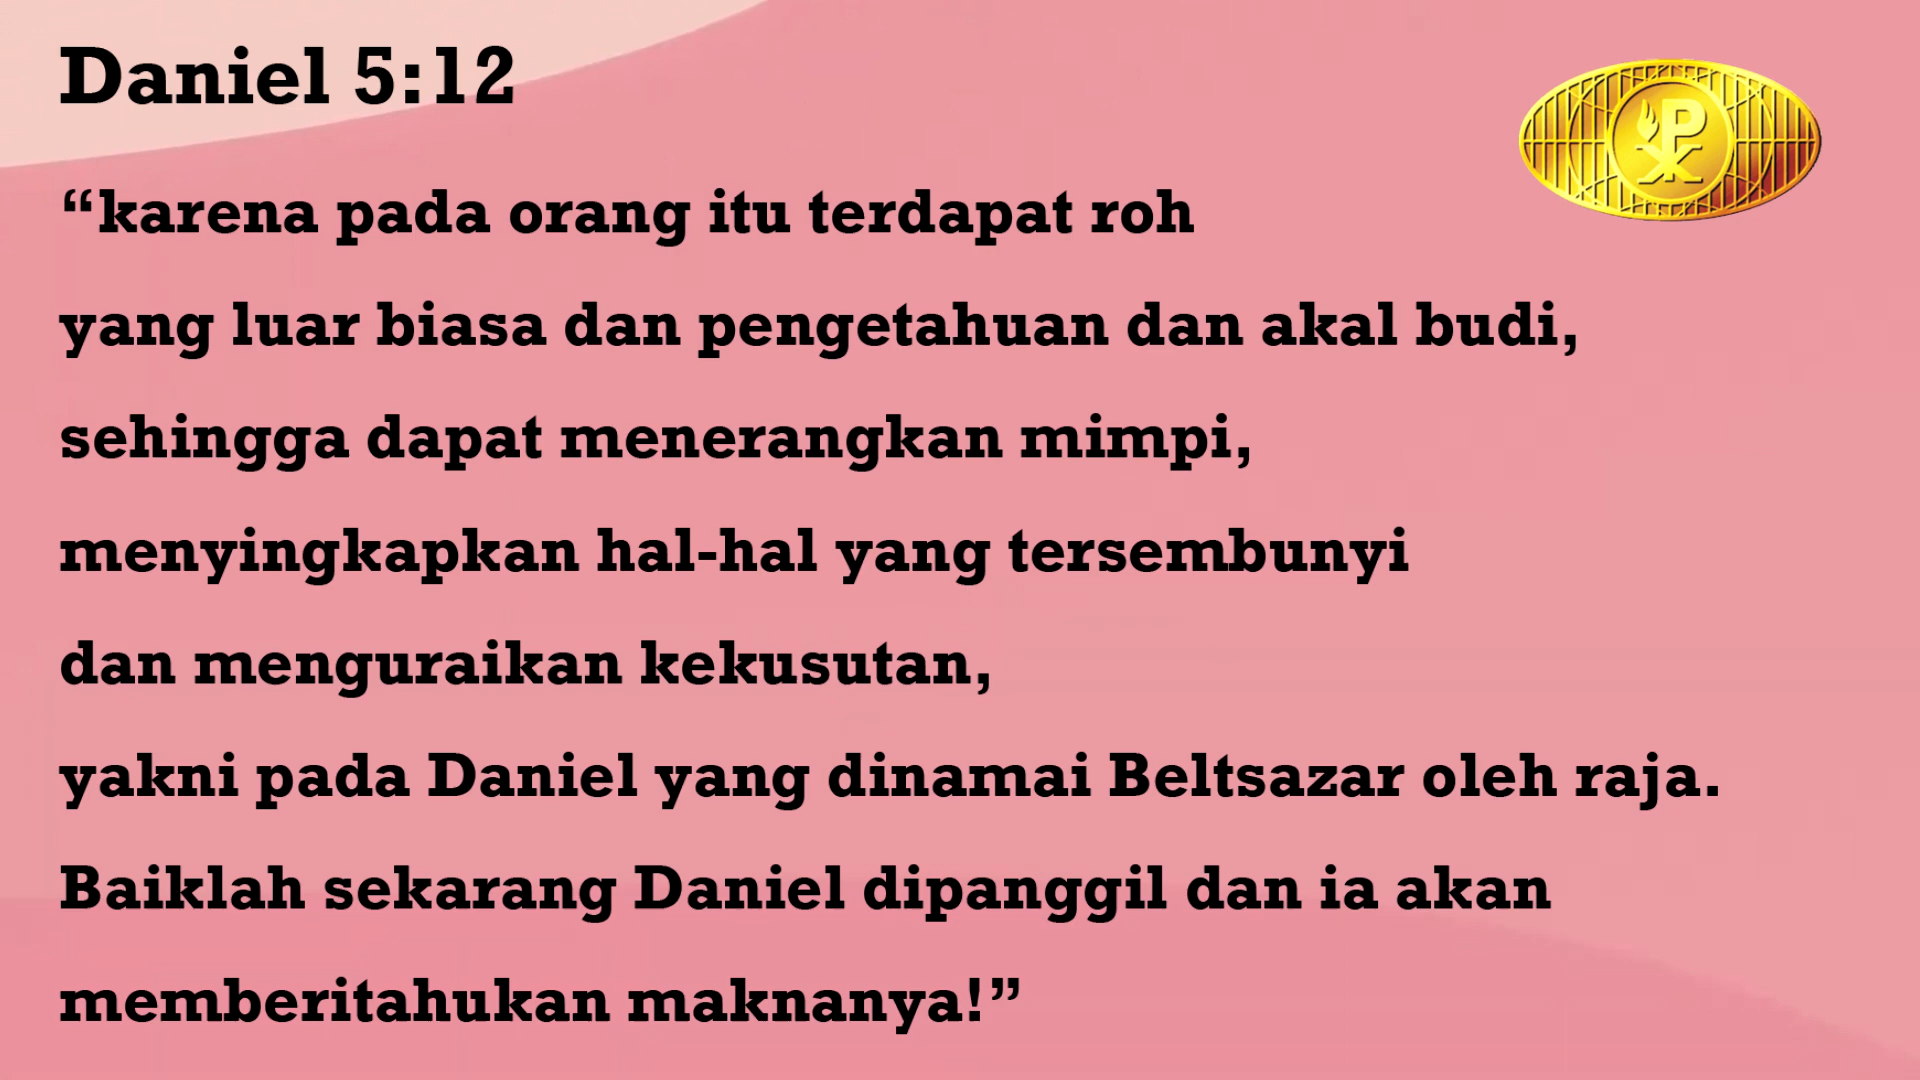 Daniel 5:12
“karena pada orang itu terdapat roh
yang luar biasa dan pengetahuan dan akal budi,
sehingga dapat menerangkan mimpi,
menyingkapkan hal-hal yang tersembunyi
dan menguraikan kekusutan,
yakni pada Daniel yang dinamai Beltsazar oleh raja.
Baiklah sekarang Daniel dipanggil dan ia akan
memberitahukan maknanya!”